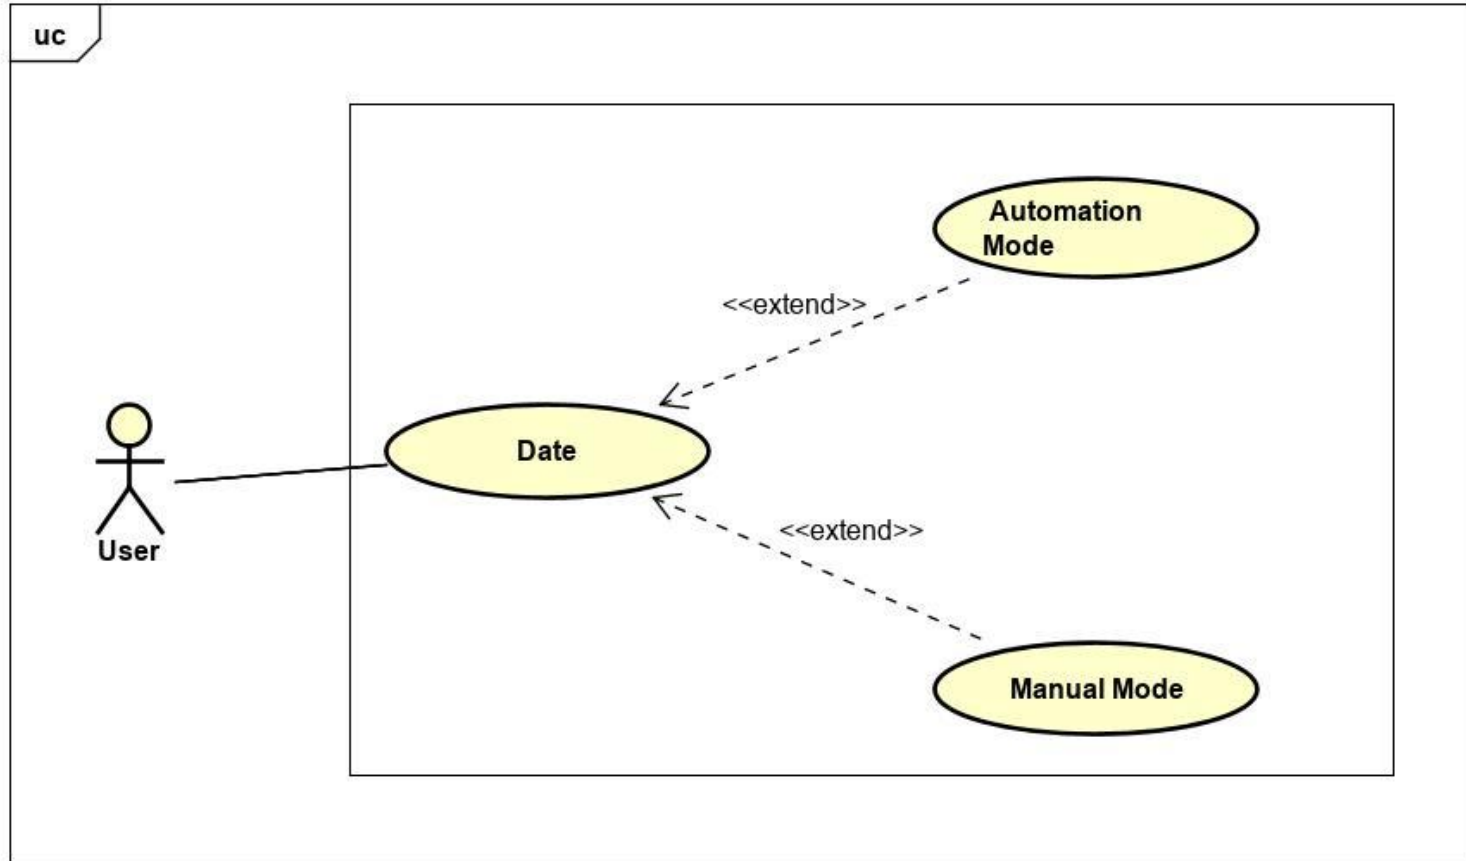 uc
Automation
Mode
<<extend>>
Date
<<extend>>
User
Manual Mode